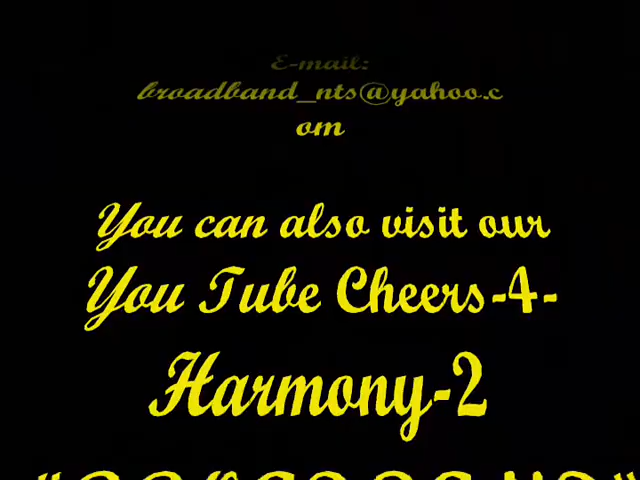 E-mail:
broadband_nts@yahoo.c
om
You can also visit our
You Tube Cheers-4-
Harmony-2